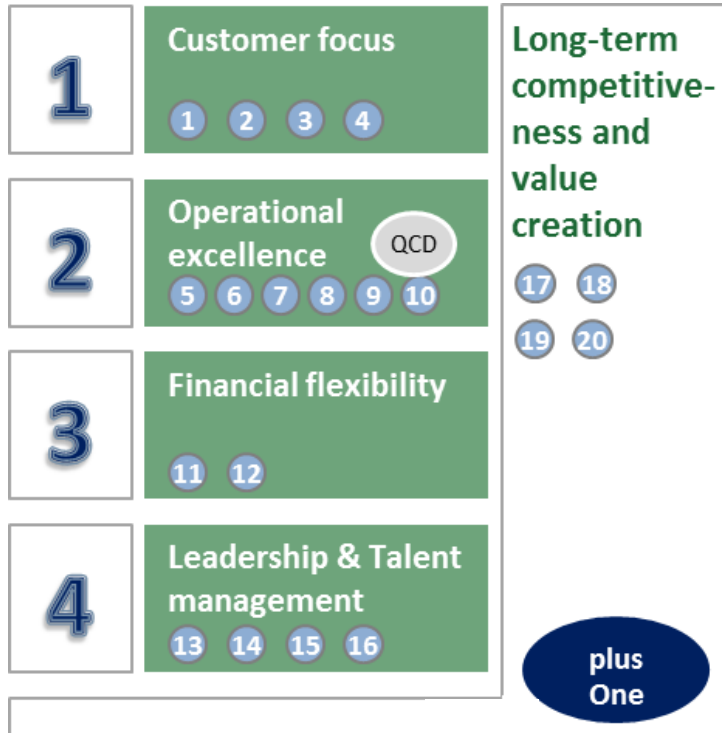 1
Customer focus
1 2 3 4
2
Operational
excellence
QCD
5 6 7 8 9 10
3
Financial flexibility
11 12
4
Leadership & Talent
management
13 14 15 16
Long-term
competitive-
ness and
value
creation
17 18
19 20
plus
One